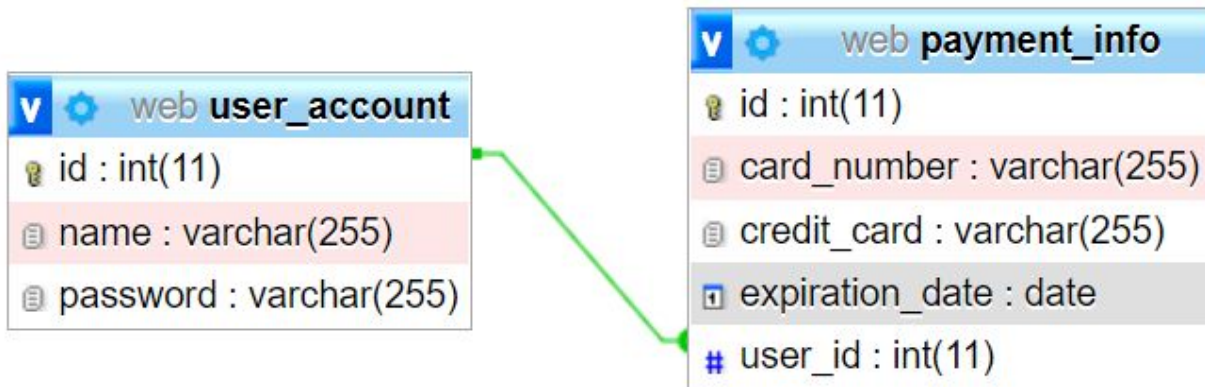 v web user_account
id : int(11)
name : varchar(255)
password : varchar(255)
v web payment_info
id : int(11)
card_number : varchar(255)
credit_card : varchar(255)
expiration_date : date
# user_id : int(11)